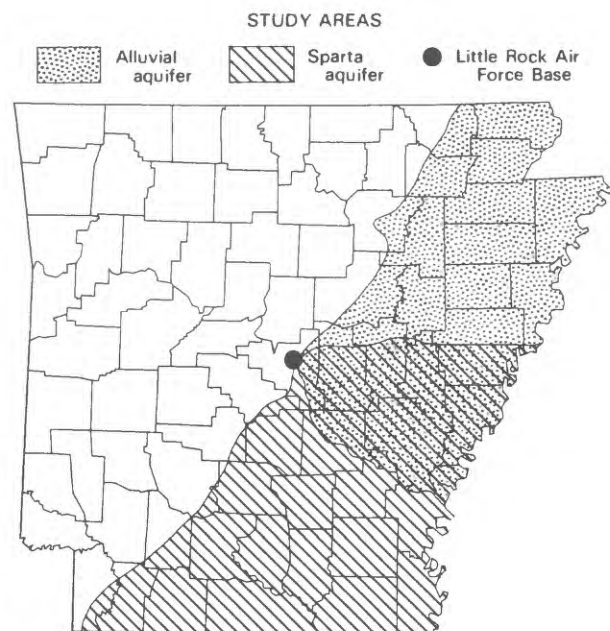 STUDY AREAS
Alluvial
aquifer
Sparta
aquifer
Little Rock Air
Force Base